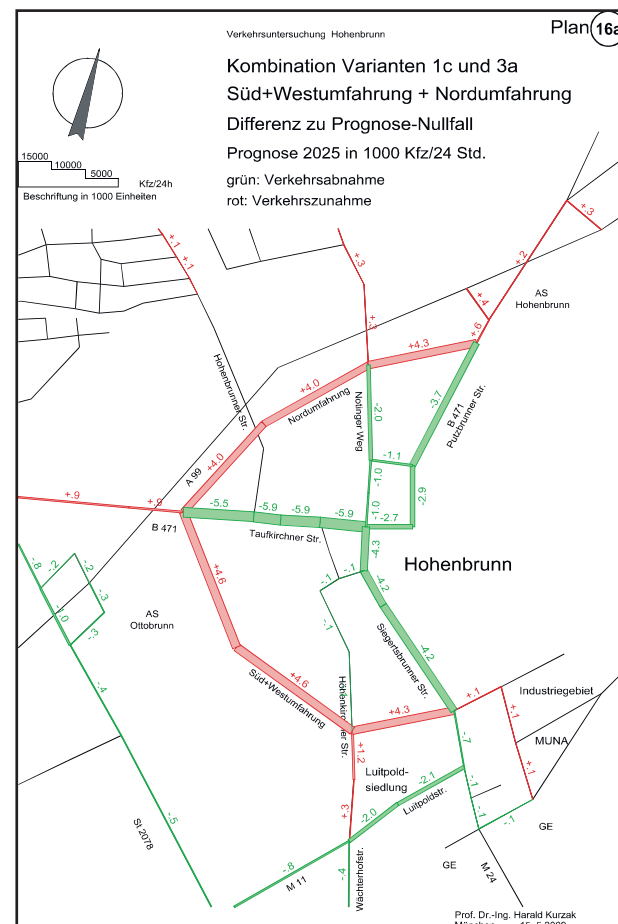 Verkehrsuntersuchung Hohenbrunn
Plan 16a
Kombination Varianten 1c und 3a
Süd+Westumfahrung + Nordumfahrung
Differenz zu Prognose-Nullfall
Prognose 2025 in 1000 Kfz/24 Std.
grün: Verkehrsabnahme
rot: Verkehrszunahme
15000
10000
5000
Kfz/24h
Beschriftung in 1000 Einheiten
+.3
+.2
+.1
+.1
+.3
+.4
AS
Hohenbrunn
+.3
+.6
+4.3
Hohenbrunner Str.
+4.0
Nordumfahrung
Notinger Weg
-2.0
-3.7
B 471
Putzbrunner Str.
A 99
+4.0
-1.1
-1.0
-2.9
+.9
+.9
-5.5
-5.9
-5.9
-5.9
-1.0
-2.7
B 471
Taufkirchner Str.
-4.3
Hohenbrunn
-.8
-.2
-.2
-.3
-1.0
-.3
+4.6
-.1
-.1
-.1
-4.2
AS
Ottobrunn
Siegertsbrunner Str.
-4.2
-.4
+4.6
Süd+Westumfahrung
Höhenkirchner Str.
+4.3
+.1
Industriegebiet
+.1
MUNA
-.7
+1.2
Luitpold-
siedlung
-2.1
Luitpoldstr.
-.1
+.1
+.3
-2.0
-.1
-.1
GE
-.5
St 2078
-.8
M 11
-.4
Wächterhofstr.
GE
M 24
Prof. Dr.-Ing. Harald Kurzak